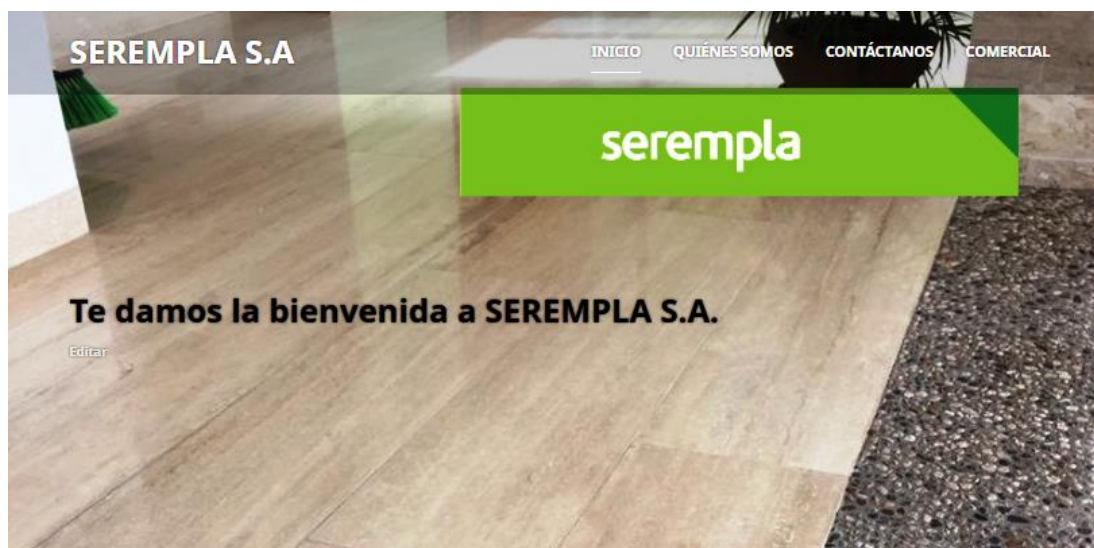 SEREMPLA S.A
INICIO QUIÉNES SOMOS CONTÁCTANOS COMERCIAL
serempla
Te damos la bienvenida a SEREMPLA S.A.
Editar